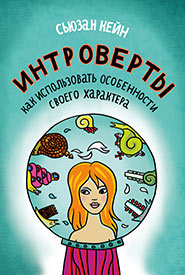 СЬЮЗАН КЕЙН
ИНТРОВЕРТЫ
КАК ИСПОЛЬЗОВАТЬ ОСОБЕННОСТИ
СВОЕГО ХАРАКТЕРА